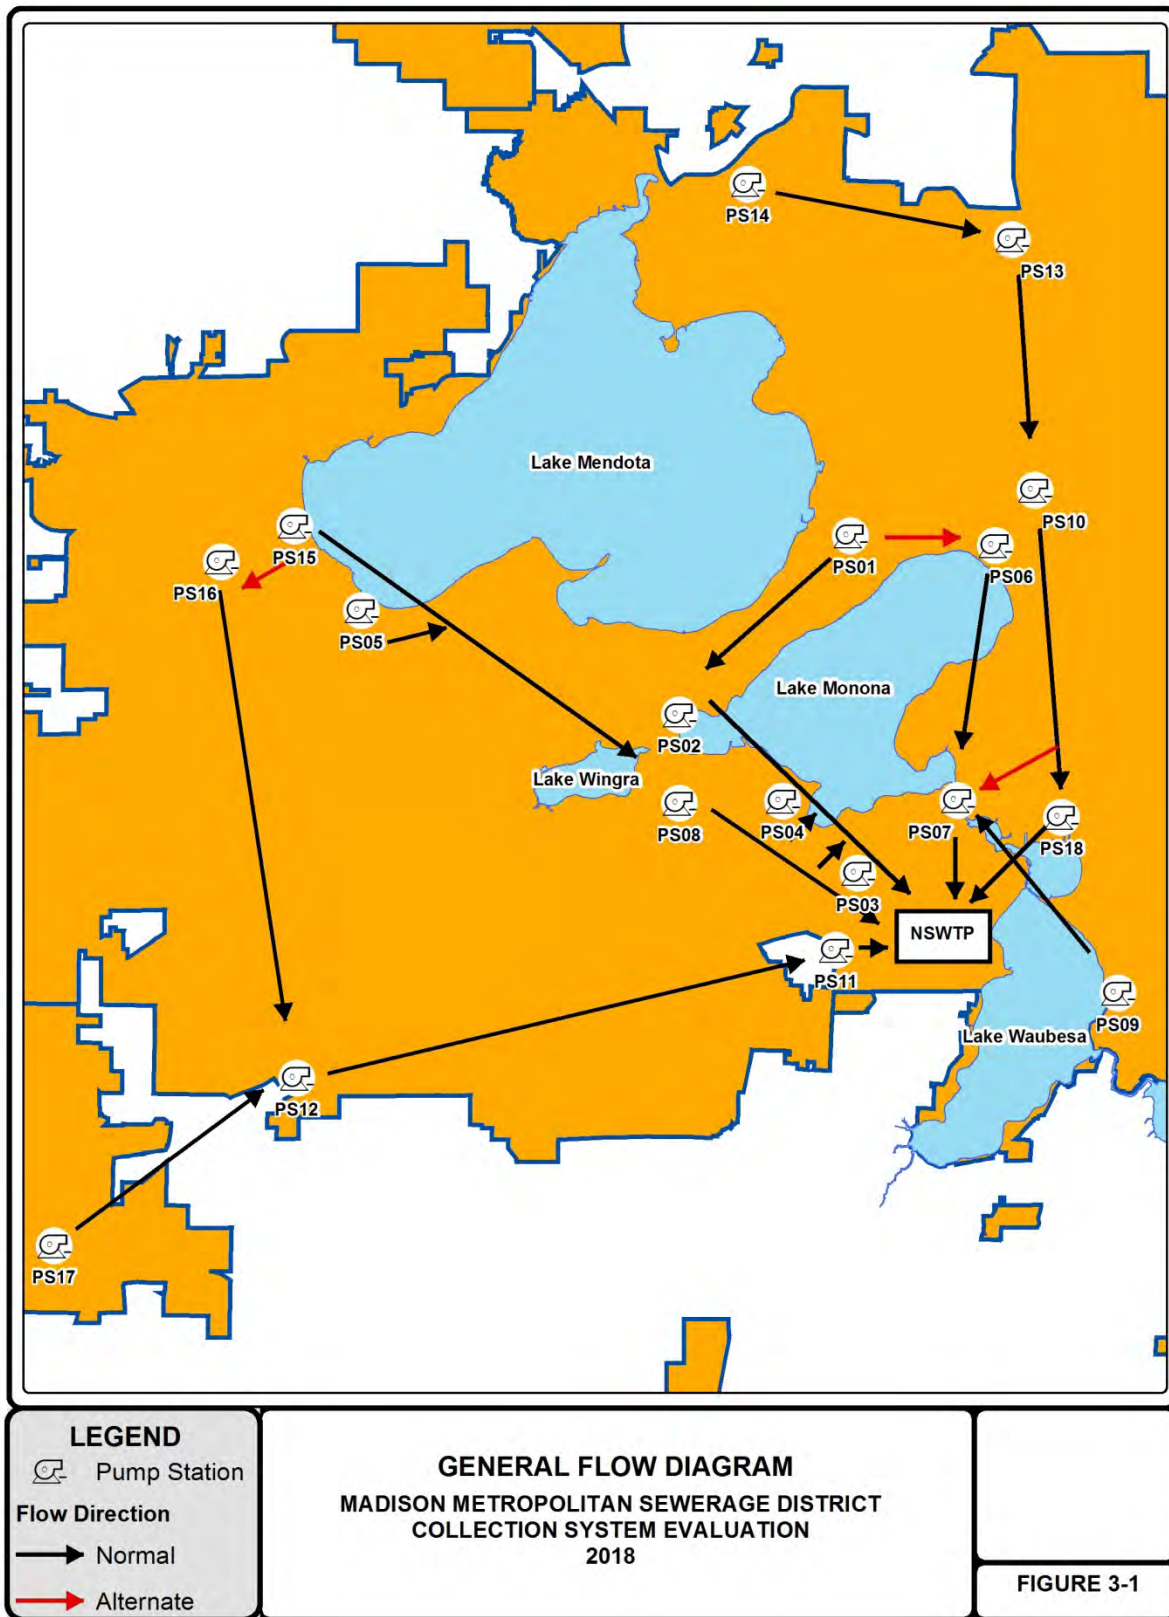 PS14
PS13
Lake Mendota
PS10
PS15
PS01
PS06
PS16
PS05
Lake Monona
PS02
Lake Wingra
PS08
PS04
PS07
PS18
PS03
NSWTP
PS11
PS09
Lake Waubesa
PS12
PS17
LEGEND
Pump Station
Flow Direction
Normal
Alternate
GENERAL FLOW DIAGRAM
MADISON METROPOLITAN SEWERAGE DISTRICT
COLLECTION SYSTEM EVALUATION
2018
FIGURE 3-1